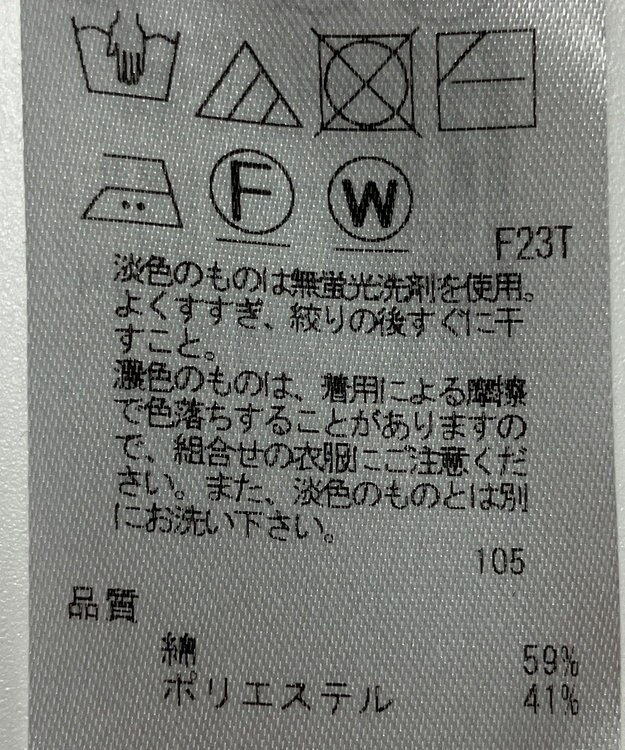 F
W
F23T
淡色のものは無蛍光洗剤を使用。
よくすすぎ、絞りの後すぐに干
すこと。
濃色のものは、着用による摩擦
で色落ちすることがありますの
で、組合せの衣服にご注意くだ
さい。また、淡色のものとは別
にお洗い下さい。
105
品質
綿 59%
ポリエステル 41%